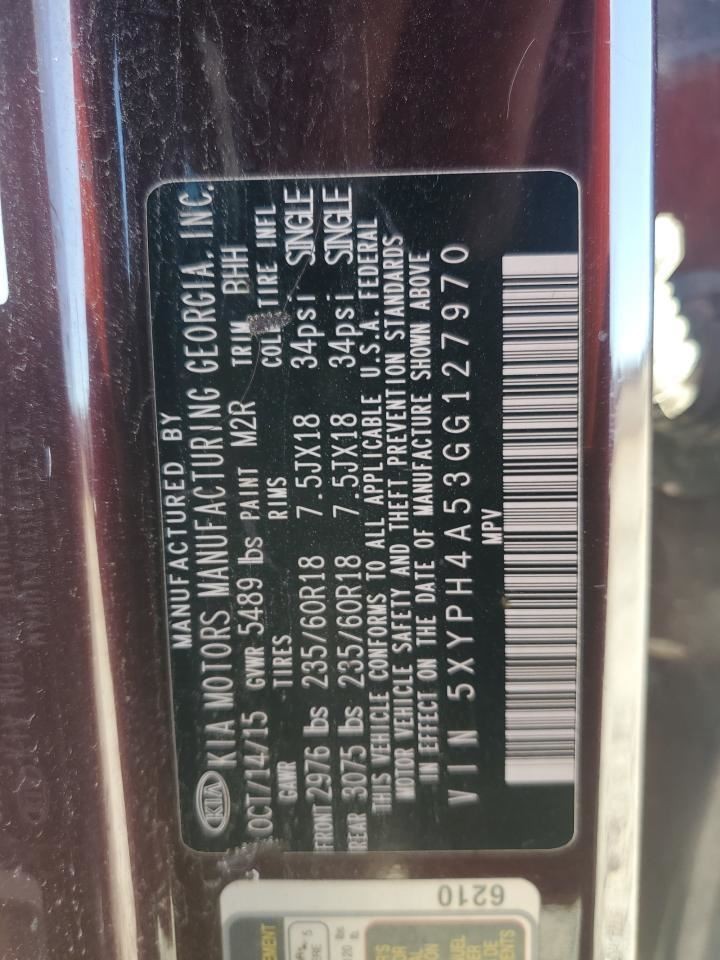 MANUFACTURED BY
KIA KIA MOTORS MANUFACTURING GEORGIA, INC.
OCT/14/15 GVWR 5489 lbs PAINT M2R TRIM BHH
GAWR TIRES RIMS COLD TIRE INFL
FRONT 2976 lbs 235/60R18 7.5JX18 34psi SINGLE
REAR 3075 lbs 235/60R18 7.5JX18 34psi SINGLE
THIS VEHICLE CONFORMS TO ALL APPLICABLE U.S.A. FEDERAL
MOTOR VEHICLE SAFETY AND THEFT PREVENTION STANDARDS
IN EFFECT ON THE DATE OF MANUFACTURE SHOWN ABOVE
VIN 5XYPH4A53GG127970
MPV
6210